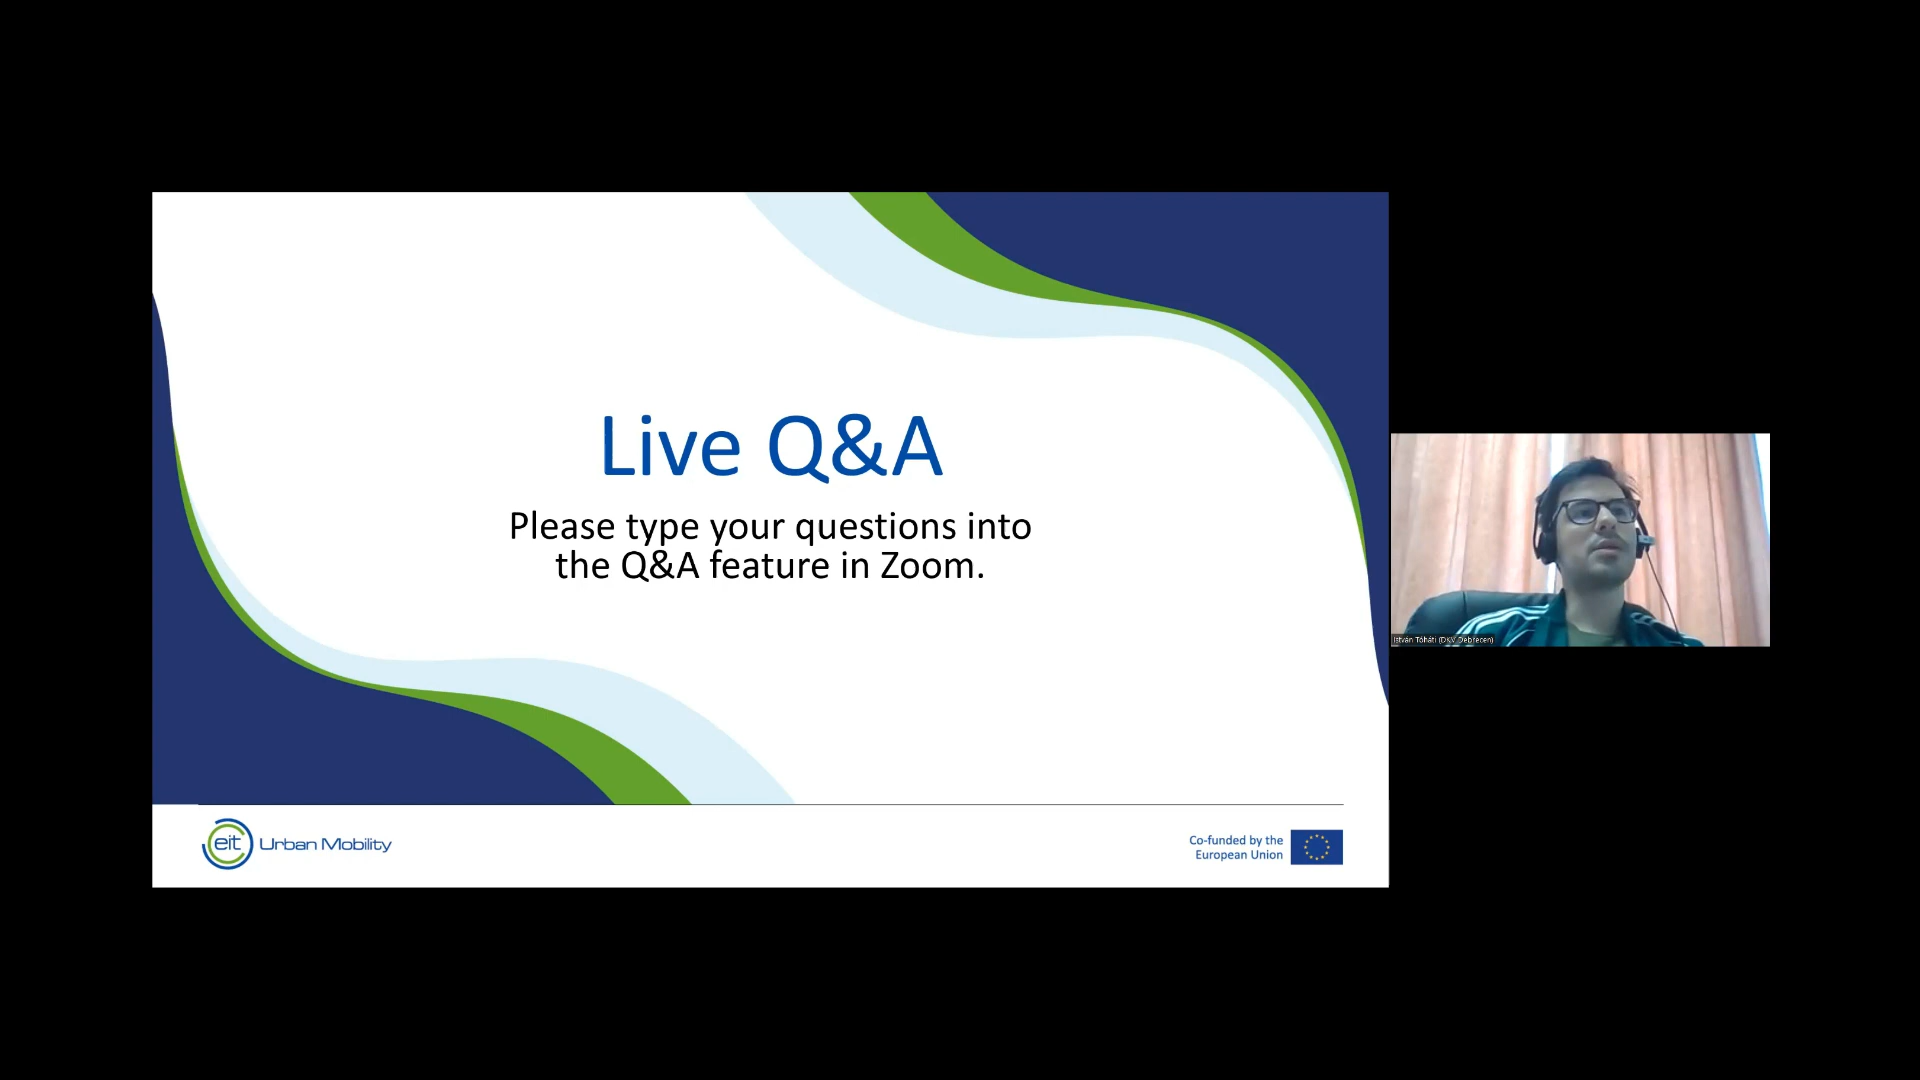 Live Q&A
Please type your questions into
the Q&A feature in Zoom.
István Tóháti (DKV Debrecen)
eit Urban Mobility
Co-funded by the
European Union